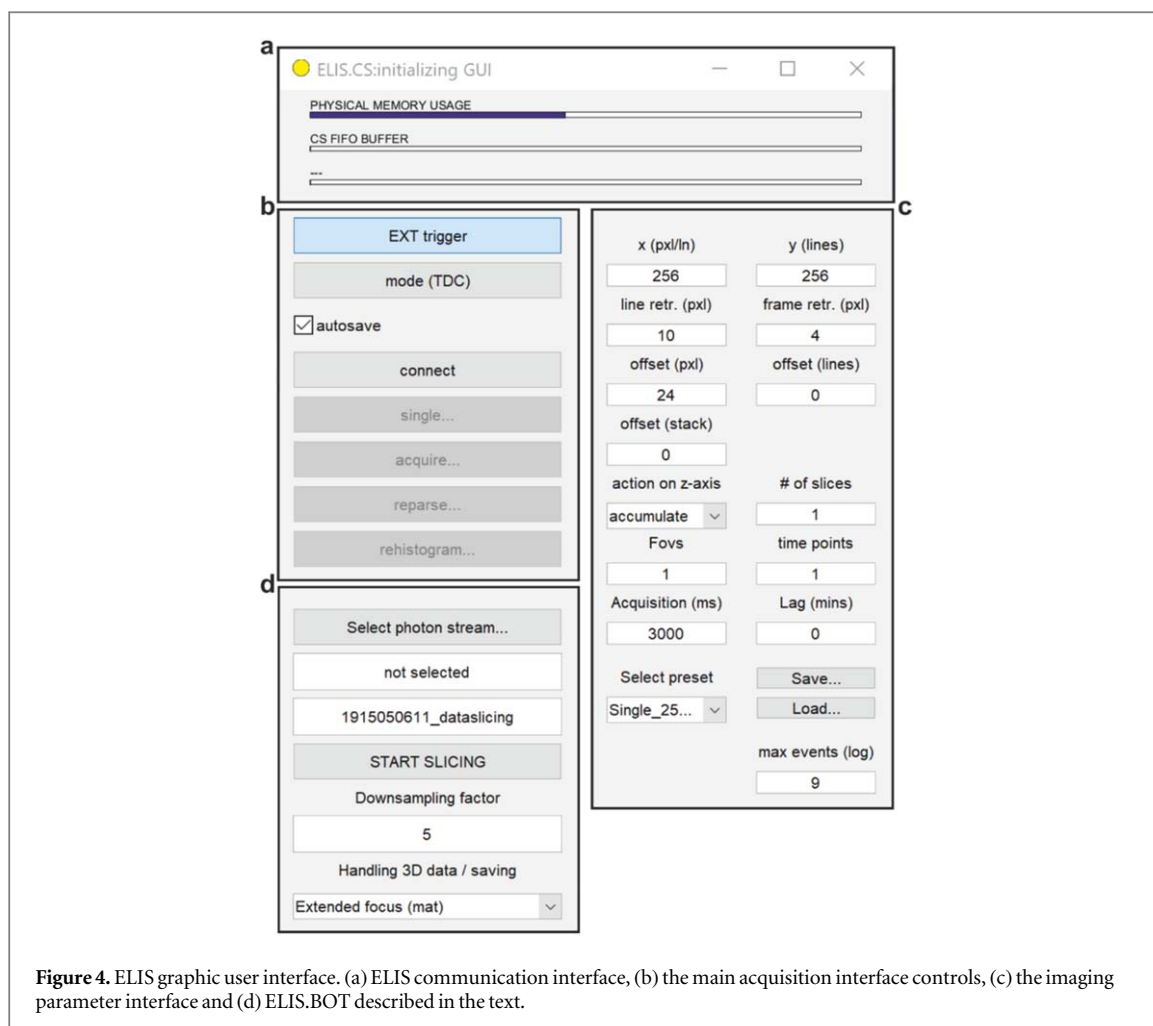 a
ELIS.CS:initializing GUI
PHYSICAL MEMORY USAGE
CS FIFO BUFFER
---
b
EXT trigger
mode (TDC)
autosave
connect
single...
acquire...
reparse...
rehistogram...
c
x (pxl/ln) y (lines)
256 256
line retr. (pxl) frame retr. (pxl)
10 4
offset (pxl) offset (lines)
24 0
offset (stack)
0
action on z-axis # of slices
accumulate 1
Fovs time points
1 1
Acquisition (ms) Lag (mins)
3000 0
Select preset Save...
Single_25... Load...
max events (log)
9
d
Select photon stream...
not selected
1915050611_dataslicing
START SLICING
Downsampling factor
5
Handling 3D data / saving
Extended focus (mat)
Figure 4. ELIS graphic user interface. (a) ELIS communication interface, (b) the main acquisition interface controls, (c) the imaging
parameter interface and (d) ELIS.BOT described in the text.